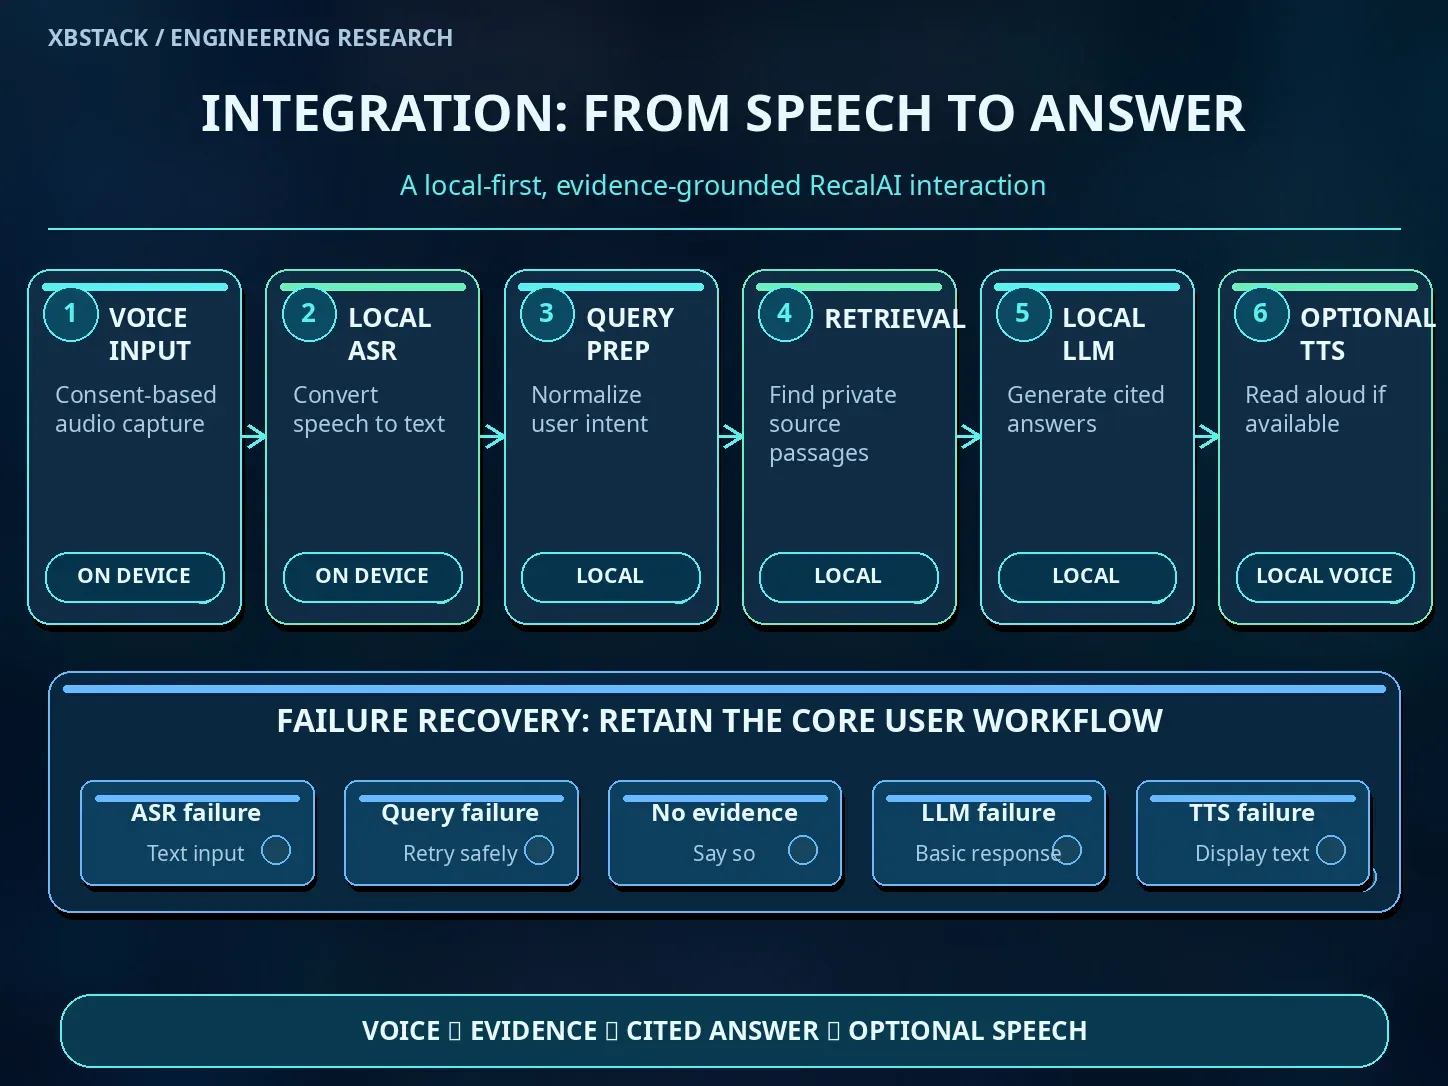 XBSTACK / ENGINEERING RESEARCH
INTEGRATION: FROM SPEECH TO ANSWER
A local-first, evidence-grounded RecalAI interaction
1
VOICE
INPUT
Consent-based
audio capture
ON DEVICE
2
LOCAL
ASR
Convert
speech to text
ON DEVICE
3
QUERY
PREP
Normalize
user intent
LOCAL
4
RETRIEVAL
Find private
source
passages
LOCAL
5
LOCAL
LLM
Generate cited
answers
LOCAL
6
OPTIONAL
TTS
Read aloud if
available
LOCAL VOICE
FAILURE RECOVERY: RETAIN THE CORE USER WORKFLOW
ASR failure
Text input
Query failure
Retry safely
No evidence
Say so
LLM failure
Basic response
TTS failure
Display text
VOICE ▯ EVIDENCE ▯ CITED ANSWER ▯ OPTIONAL SPEECH